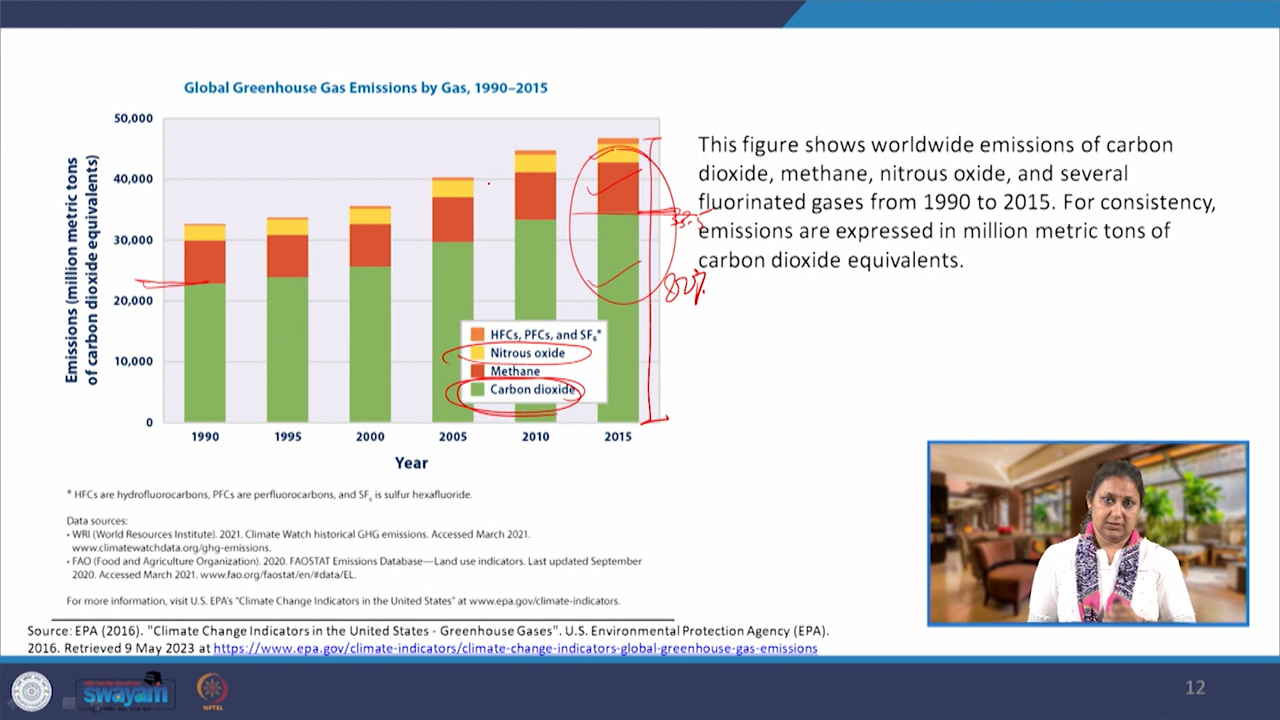 Global Greenhouse Gas Emissions by Gas, 1990–2015
Emissions (million metric tons
of carbon dioxide equivalents)
50,000
40,000
30,000
20,000
10,000
0
HFCs, PFCs, and SF6*
Nitrous oxide
Methane
Carbon dioxide
1990 1995 2000 2005 2010 2015
Year
80%
This figure shows worldwide emissions of carbon
dioxide, methane, nitrous oxide, and several
fluorinated gases from 1990 to 2015. For consistency,
emissions are expressed in million metric tons of
carbon dioxide equivalents.
* HFCs are hydrofluorocarbons, PFCs are perfluorocarbons, and SF6 is sulfur hexafluoride.
Data sources:
• WRI (World Resources Institute). 2021. Climate Watch historical GHG emissions. Accessed March 2021.
www.climatewatchdata.org/ghg-emissions.
• FAO (Food and Agriculture Organization). 2020. FAOSTAT Emissions Database—Land use indicators. Last updated September
2020. Accessed March 2021. www.fao.org/faostat/en/#data/EL.
For more information, visit U.S. EPA's "Climate Change Indicators in the United States" at www.epa.gov/climate-indicators.
Source: EPA (2016). "Climate Change Indicators in the United States - Greenhouse Gases". U.S. Environmental Protection Agency (EPA).
2016. Retrieved 9 May 2023 at https://www.epa.gov/climate-indicators/climate-change-indicators-global-greenhouse-gas-emissions
swayam
NPTEL
12